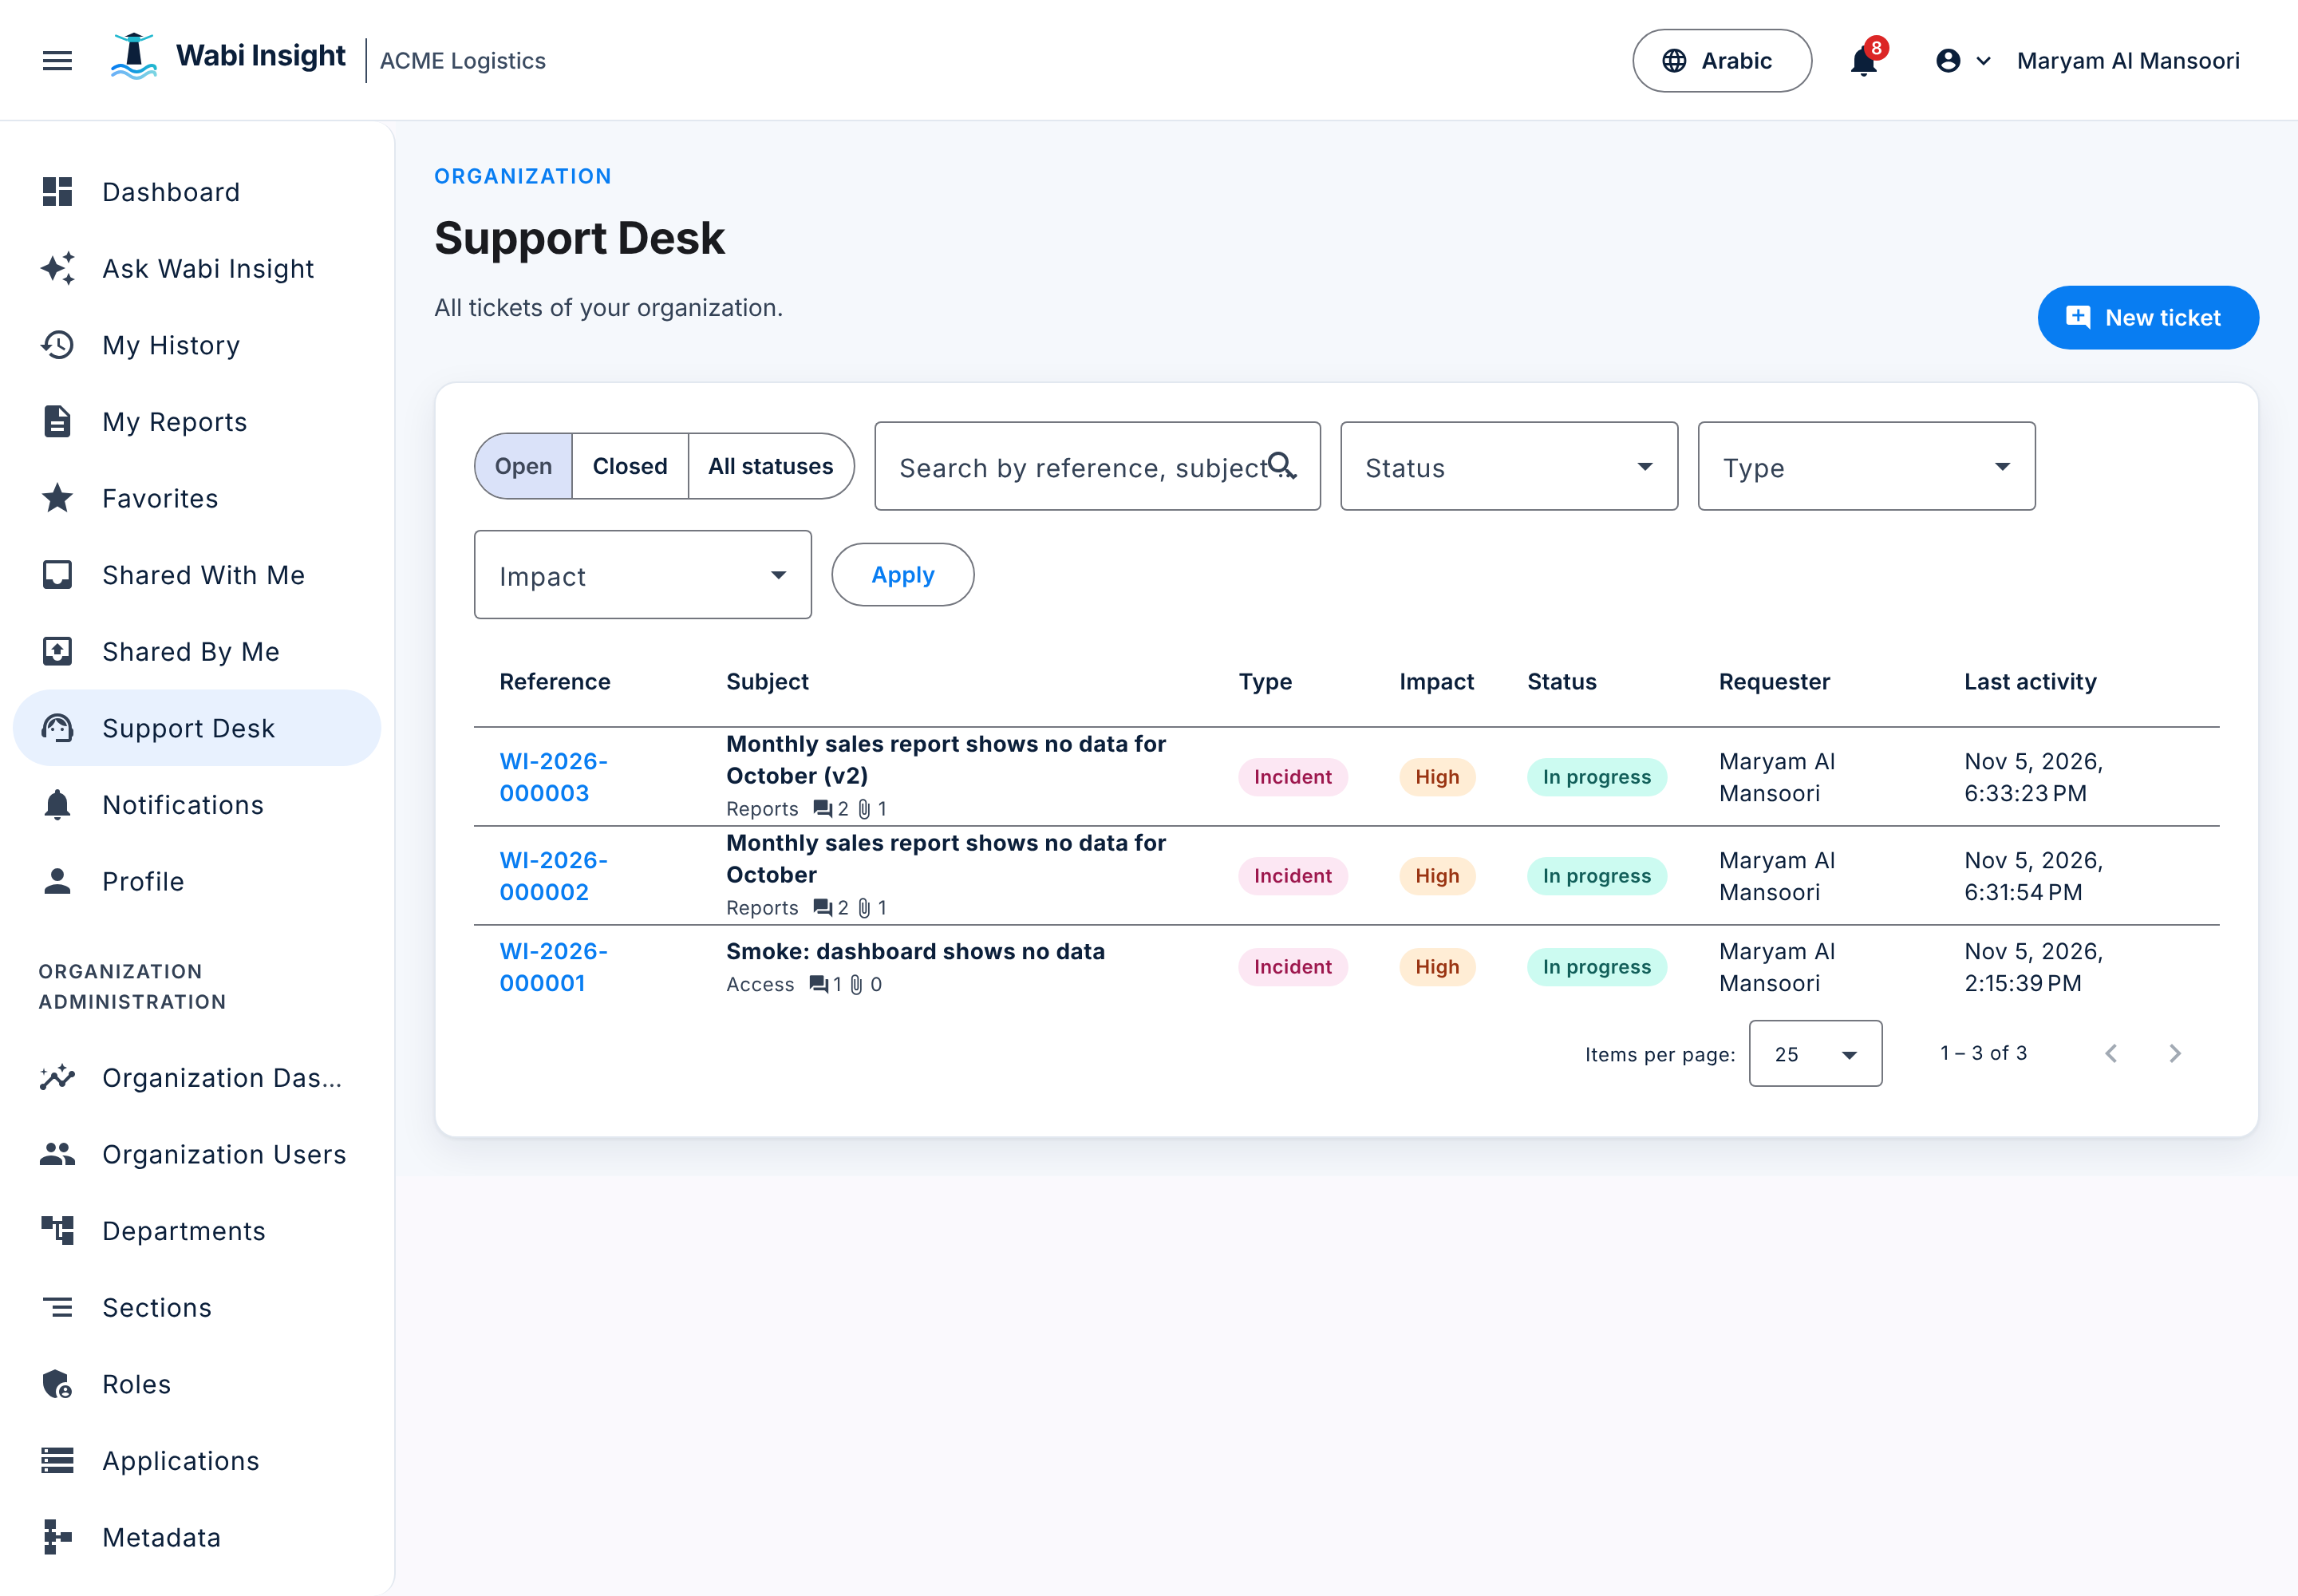 Wabi Insight
ACME Logistics
Arabic
8
Maryam Al Mansoori
Dashboard
Ask Wabi Insight
My History
My Reports
Favorites
Shared With Me
Shared By Me
Support Desk
Notifications
Profile
ORGANIZATION
ADMINISTRATION
Organization Das...
Organization Users
Departments
Sections
Roles
Applications
Metadata
ORGANIZATION
Support Desk
All tickets of your organization.
New ticket
Open
Closed
All statuses
Search by reference, subject...
Status
Type
Impact
Apply
Reference Subject Type Impact Status Requester Last activity
WI-2026-
000003
Monthly sales report shows no data for
October (v2)
Reports 2 1
Incident
High
In progress
Maryam Al
Mansoori
Nov 5, 2026,
6:33:23 PM
WI-2026-
000002
Monthly sales report shows no data for
October
Reports 2 1
Incident
High
In progress
Maryam Al
Mansoori
Nov 5, 2026,
6:31:54 PM
WI-2026-
000001
Smoke: dashboard shows no data
Access 1 0
Incident
High
In progress
Maryam Al
Mansoori
Nov 5, 2026,
2:15:39 PM
Items per page: 25 1 – 3 of 3